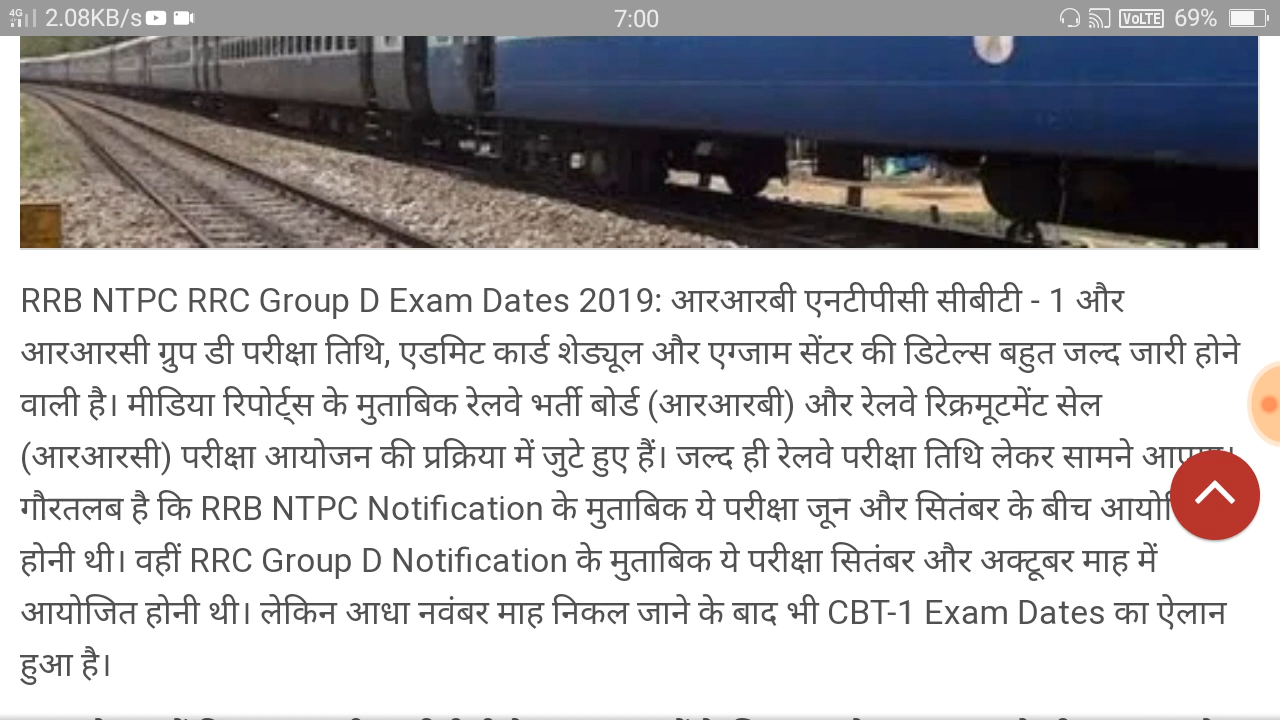 4G 2.08KB/s 7:00 VoLTE 69%
RRB NTPC RRC Group D Exam Dates 2019: आरआरबी एनटीपीसी सीबीटी - 1 और
आरआरसी ग्रुप डी परीक्षा तिथि, एडमिट कार्ड शेड्यूल और एग्जाम सेंटर की डिटेल्स बहुत जल्द जारी होने
वाली है। मीडिया रिपोर्ट्स के मुताबिक रेलवे भर्ती बोर्ड (आरआरबी) और रेलवे रिक्रमूटमेंट सेल
(आरआरसी) परीक्षा आयोजन की प्रक्रिया में जुटे हुए हैं। जल्द ही रेलवे परीक्षा तिथि लेकर सामने
गौरतलब है कि RRB NTPC Notification के मुताबिक ये परीक्षा जून और सितंबर के बीच
होनी थी। वहीं RRC Group D Notification के मुताबिक ये परीक्षा सितंबर और अक्टूबर माह में
आयोजित होनी थी। लेकिन आधा नवंबर माह निकल जाने के बाद भी CBT-1 Exam Dates का ऐलान
हुआ है।